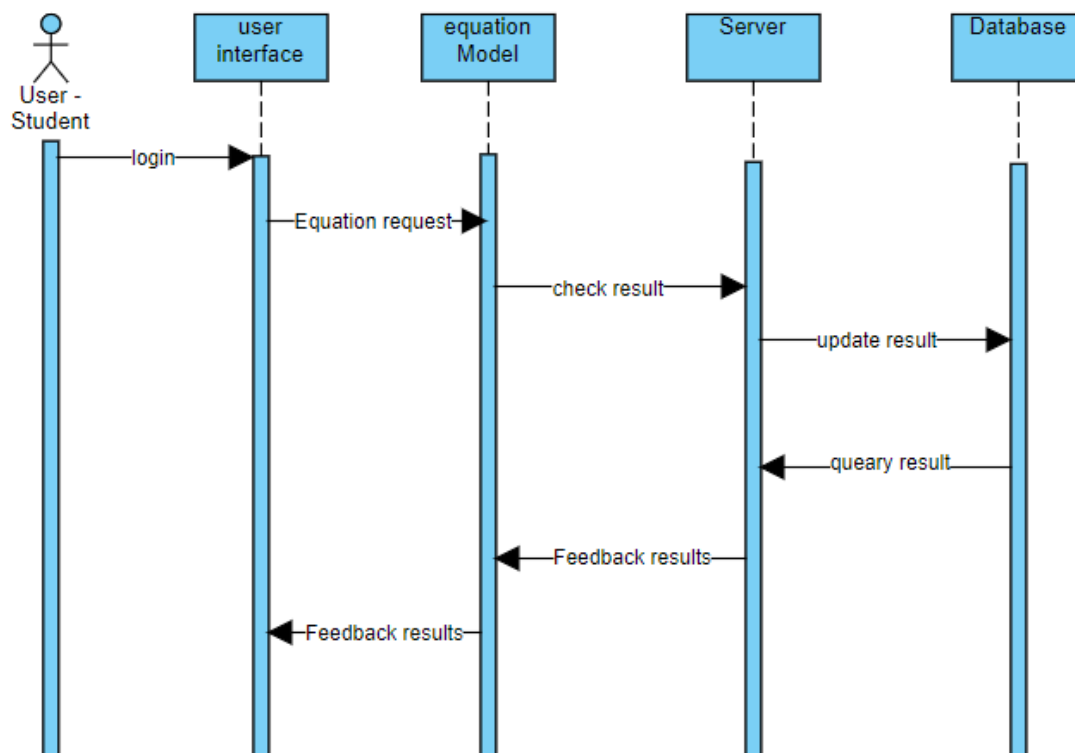 user
interface
equation
Model
Server
Database
User -
Student
login
Equation request
check result
update result
queary result
Feedback results
Feedback results